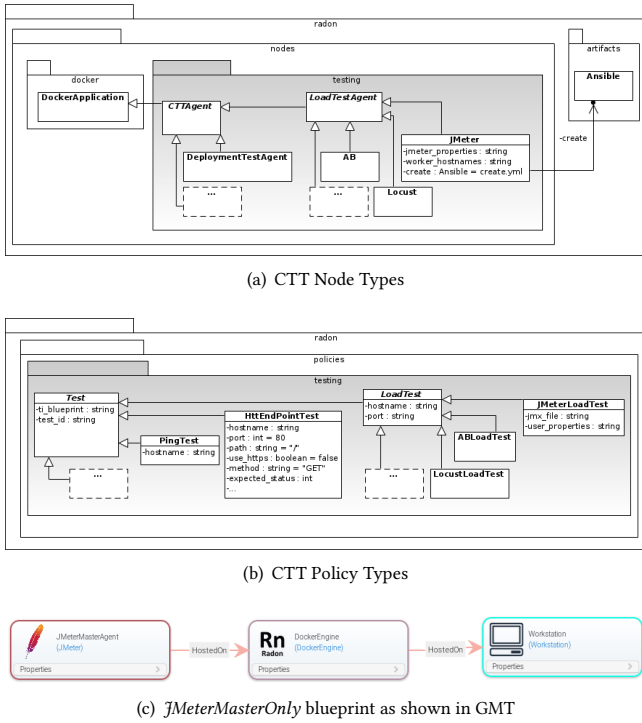 radon
nodes
artifacts
docker
testing
Ansible
DockerApplication
CTTAgent
LoadTestAgent
-create
JMeter
-jmeter_properties : string
-worker_hostnames : string
-create : Ansible = create.yml
DeploymentTestAgent
AB
...
...
Locust
(a) CTT Node Types
radon
policies
testing
Test
-ti_blueprint : string
-test_id : string
LoadTest
-hostname : string
-port : string
JMeterLoadTest
-jmx_file : string
-user_properties : string
HttEndPointTest
-hostname : string
-port : int = 80
-path : string = "/"
-use_https : boolean = false
-method : string = "GET"
-expected_status : int
-...
PingTest
-hostname : string
ABLoadTest
...
...
LocustLoadTest
(b) CTT Policy Types
JMeterMasterAgent
(JMeter)
Properties
HostedOn
Rn
Radon
DockerEngine
(DockerEngine)
Properties
HostedOn
Workstation
(Workstation)
Properties
(c) JMeterMasterOnly blueprint as shown in GMT